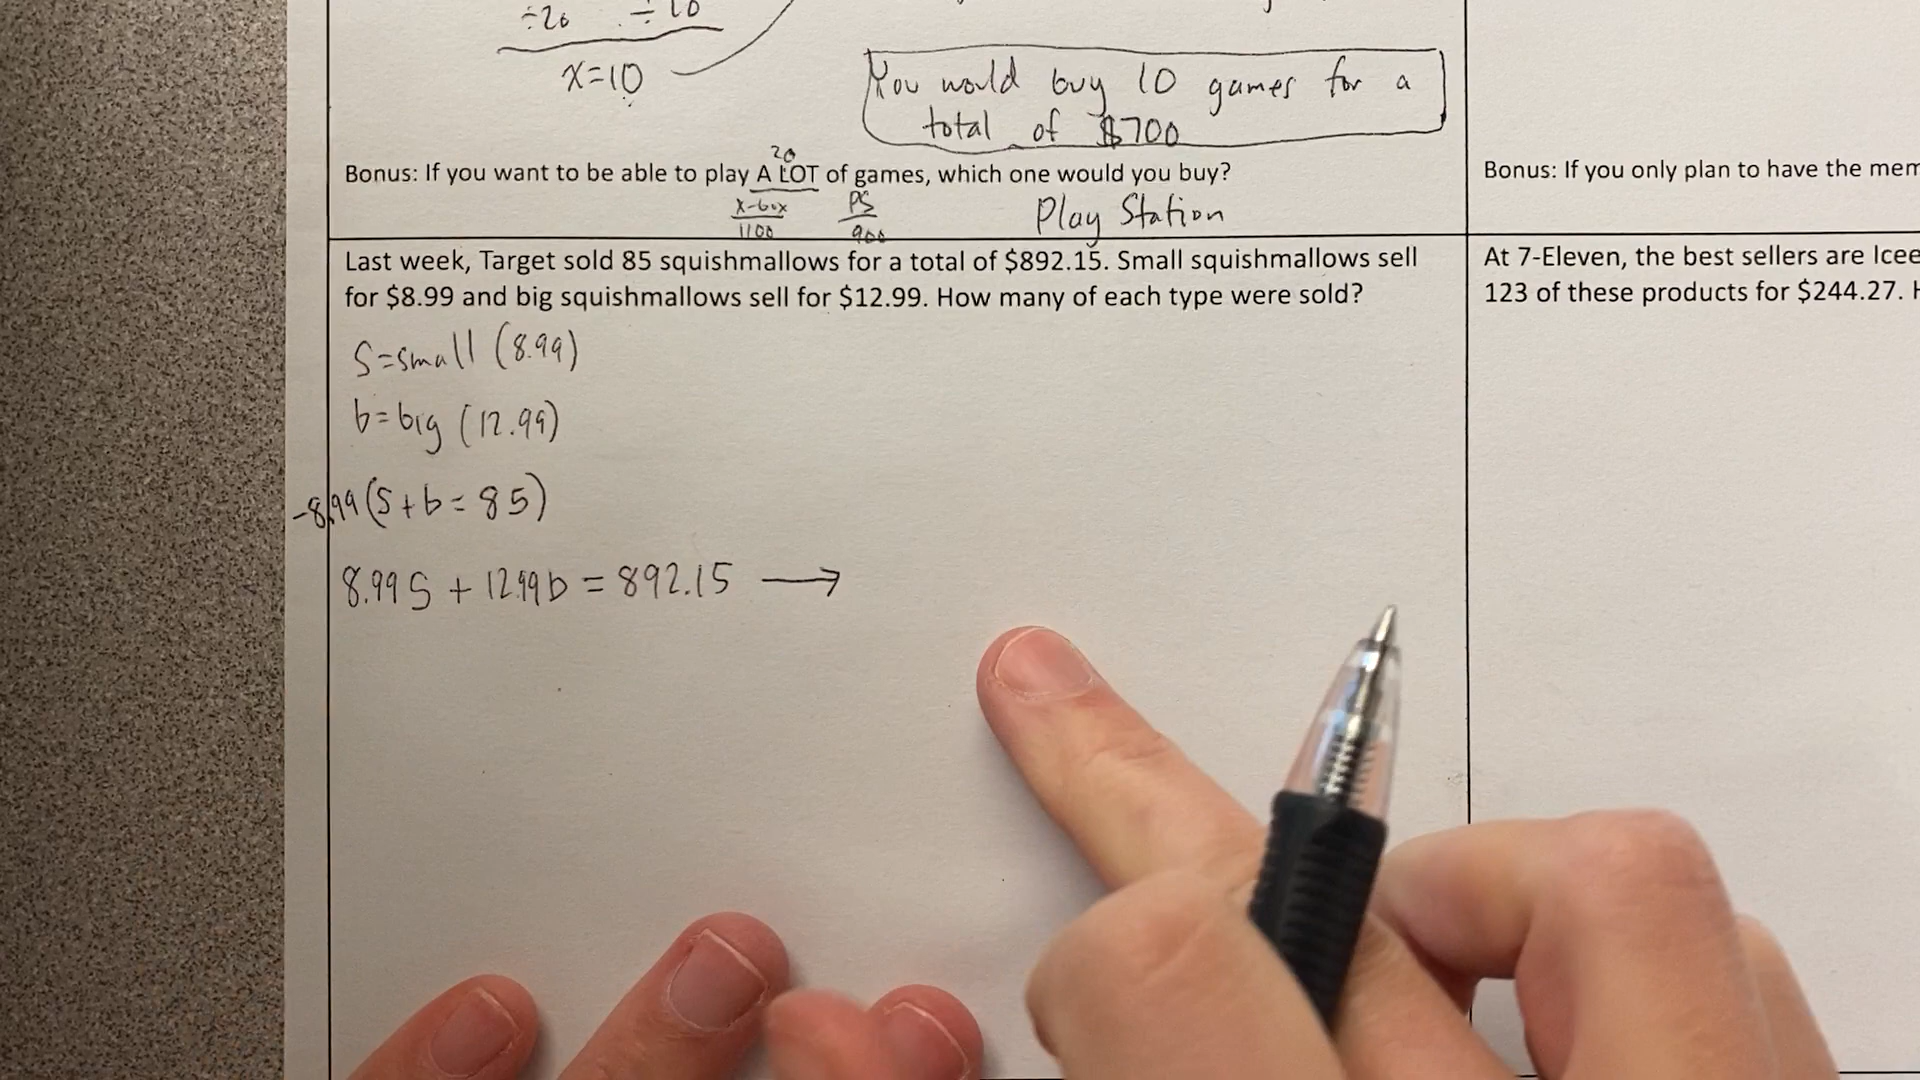 ÷20 ÷10
x=10
You would buy 10 games for a
total of $700
20
Bonus: If you want to be able to play A LOT of games, which one would you buy?
x-box PS
1100 900
Play Station
Bonus: If you only plan to have the mem
Last week, Target sold 85 squishmallows for a total of $892.15. Small squishmallows sell
for $8.99 and big squishmallows sell for $12.99. How many of each type were sold?
At 7-Eleven, the best sellers are Icee
123 of these products for $244.27. H
S=small (8.99)
b=big (12.99)
-8.99(S+b=85)
8.99S + 12.99b = 892.15 →